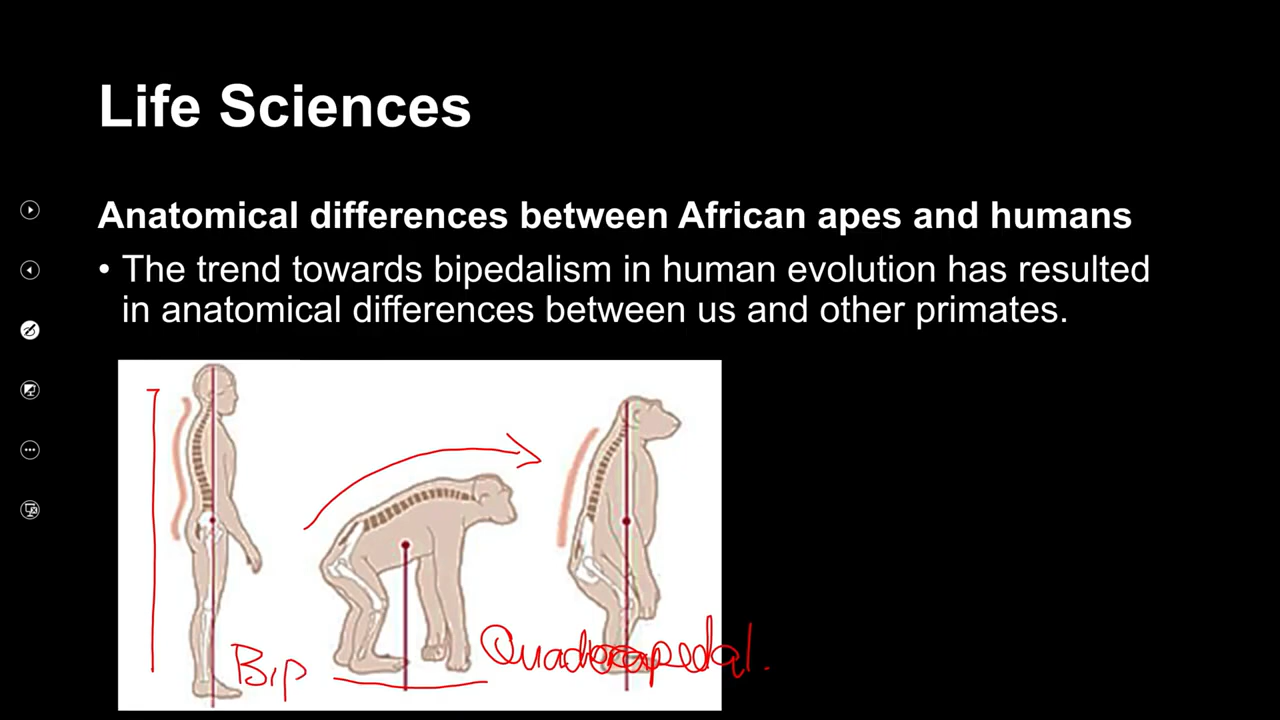 Life Sciences
Anatomical differences between African apes and humans
• The trend towards bipedalism in human evolution has resulted
in anatomical differences between us and other primates.
Bip